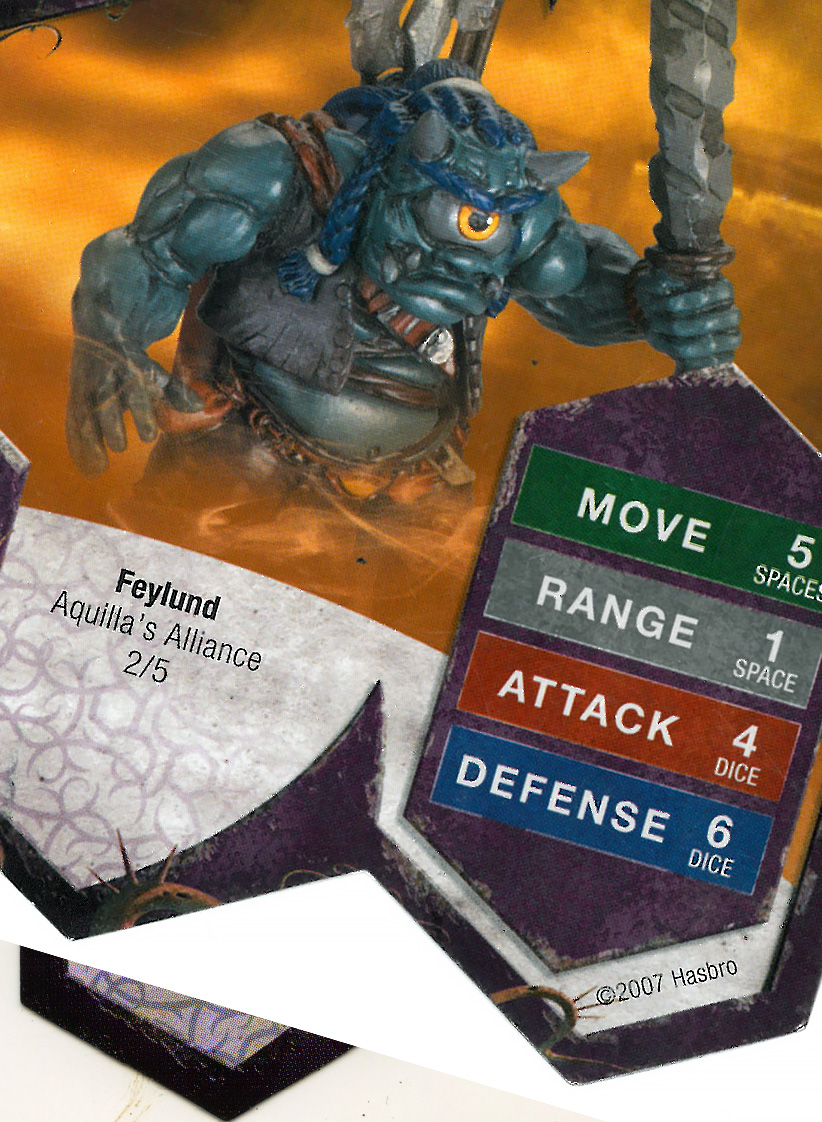 Feylund
Aquilla's Alliance
2/5
MOVE 5
SPACES
RANGE 1
SPACE
ATTACK 4
DICE
DEFENSE 6
DICE
©2007 Hasbro